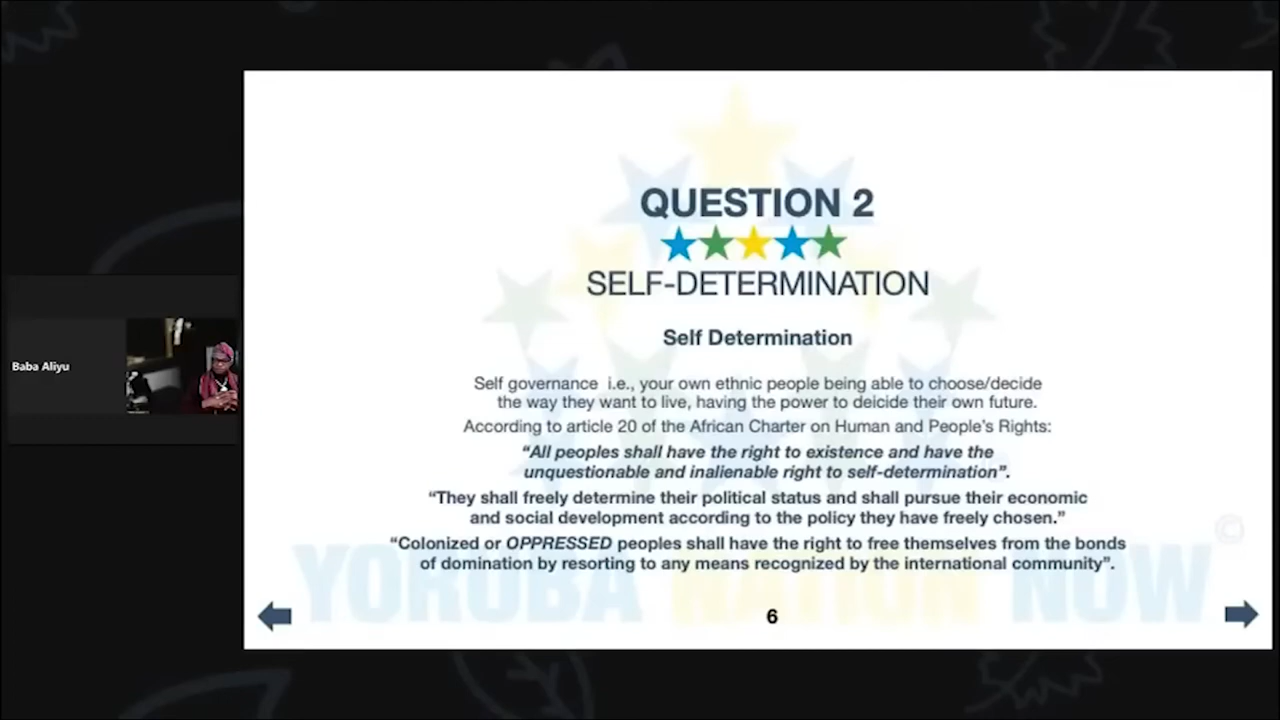 QUESTION 2
SELF-DETERMINATION
Self Determination
Self governance i.e., your own ethnic people being able to choose/decide
the way they want to live, having the power to deicide their own future.
According to article 20 of the African Charter on Human and People’s Rights:
“All peoples shall have the right to existence and have the
unquestionable and inalienable right to self-determination”.
“They shall freely determine their political status and shall pursue their economic
and social development according to the policy they have freely chosen.”
“Colonized or OPPRESSED peoples shall have the right to free themselves from the bonds
of domination by resorting to any means recognized by the international community”.
YORUBA NATION NOW ©
6
Baba Aliyu